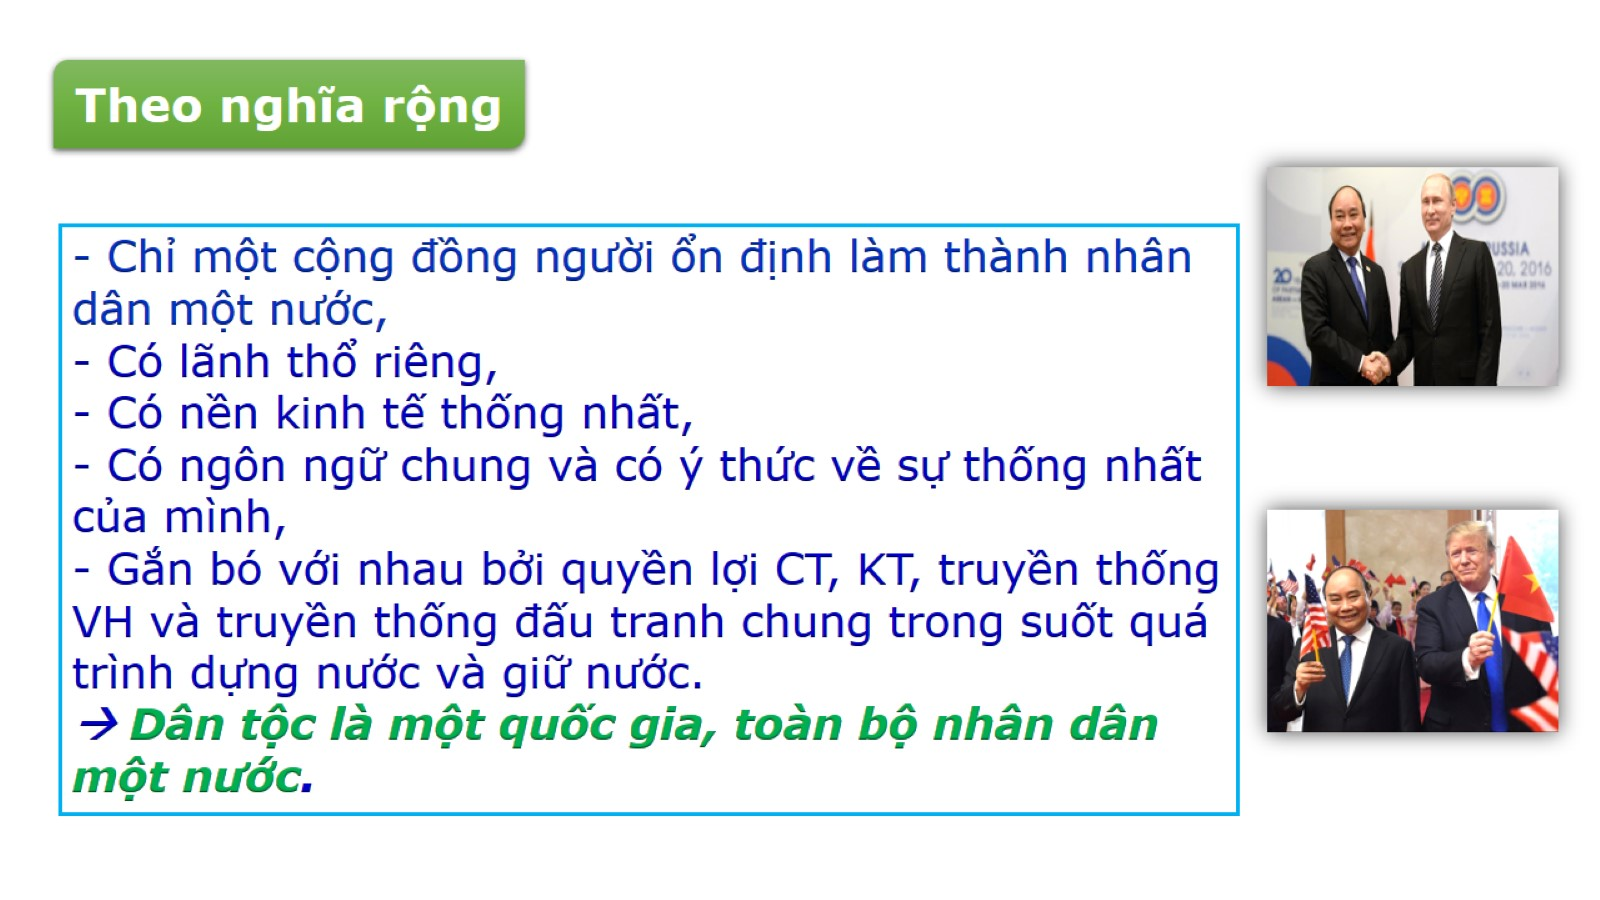 Theo nghĩa rộng
- Chỉ một cộng đồng người ổn định làm thành nhân
dân một nước,
- Có lãnh thổ riêng,
- Có nền kinh tế thống nhất,
- Có ngôn ngữ chung và có ý thức về sự thống nhất
của mình,
- Gắn bó với nhau bởi quyền lợi CT, KT, truyền thống
VH và truyền thống đấu tranh chung trong suốt quá
trình dựng nước và giữ nước.
→ Dân tộc là một quốc gia, toàn bộ nhân dân
một nước.
RUSSIA
20, 2016
20